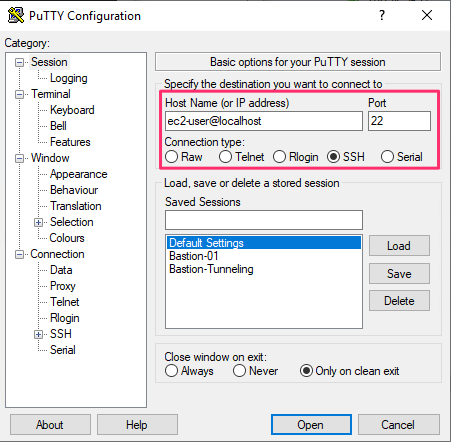 PuTTY Configuration
Category:
Session
Logging
Terminal
Keyboard
Bell
Features
Window
Appearance
Behaviour
Translation
Selection
Colours
Connection
Data
Proxy
Telnet
Rlogin
SSH
Serial
Basic options for your PuTTY session
Specify the destination you want to connect to
Host Name (or IP address) Port
ec2-user@localhost 22
Connection type:
Raw Telnet Rlogin SSH Serial
Load, save or delete a stored session
Saved Sessions
Default Settings
Bastion-01
Bastion-Tunneling
Load
Save
Delete
Close window on exit:
Always Never Only on clean exit
About Help Open Cancel